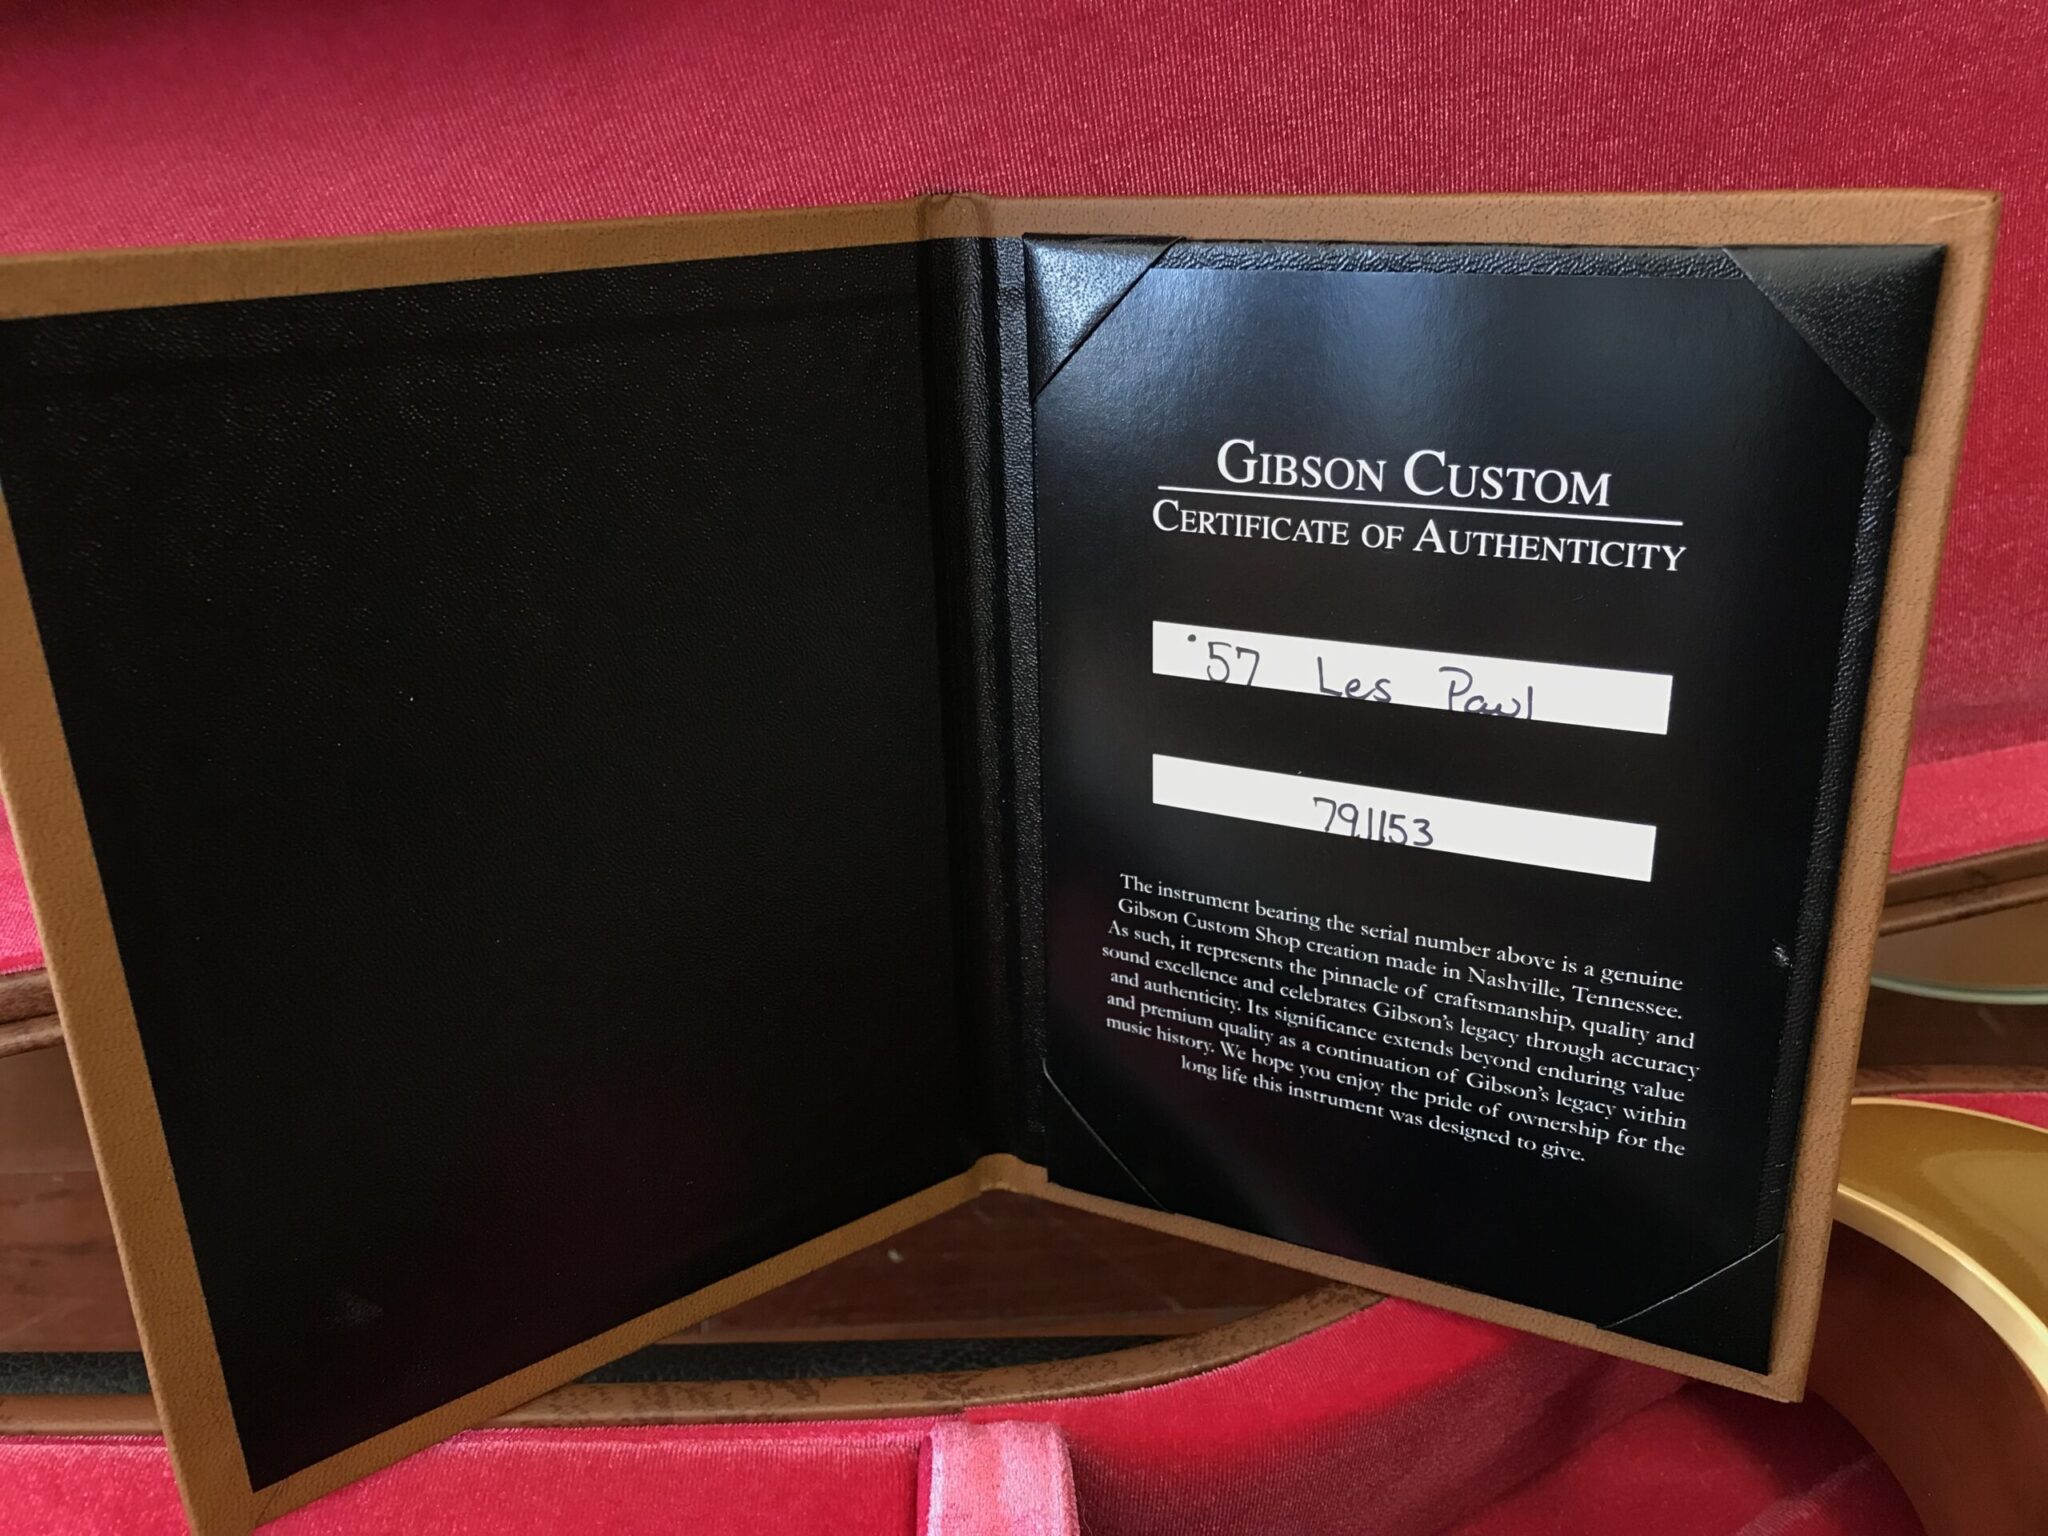 GIBSON CUSTOM
CERTIFICATE OF AUTHENTICITY
'57 Les Paul
791153
The instrument bearing the serial number above is a genuine
Gibson Custom Shop creation made in Nashville, Tennessee.
As such, it represents the pinnacle of craftsmanship, quality and
sound excellence and celebrates Gibson's legacy through accuracy
and authenticity. Its significance extends beyond enduring value
and premium quality as a continuation of Gibson's legacy within
music history. We hope you enjoy the pride of ownership for the
long life this instrument was designed to give.